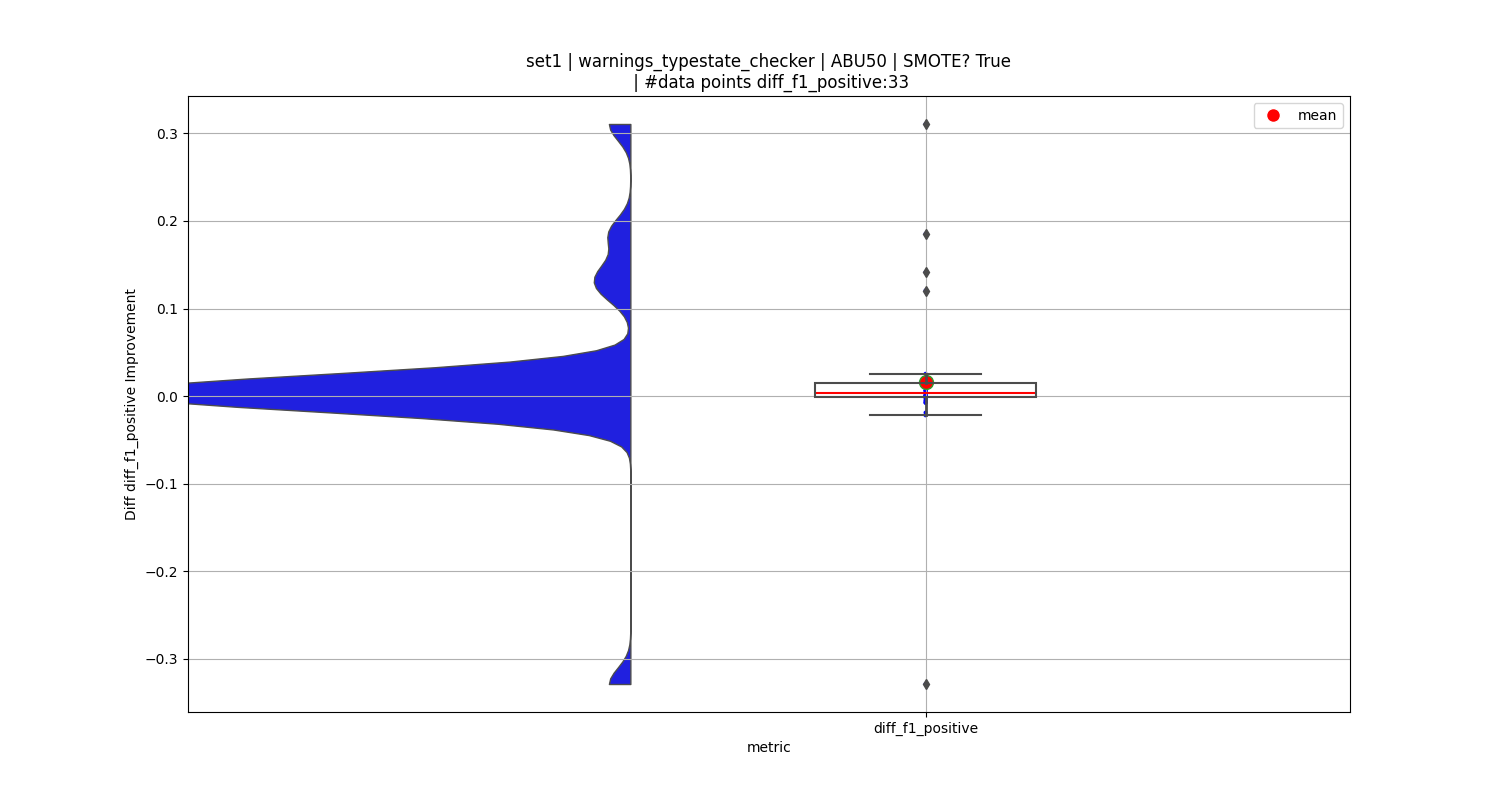 set1 | warnings_typestate_checker | ABU50 | SMOTE? True
| #data points diff_f1_positive:33
mean
0.3
0.2
0.1
0.0
−0.1
−0.2
−0.3
Diff diff_f1_positive Improvement
diff_f1_positive
metric